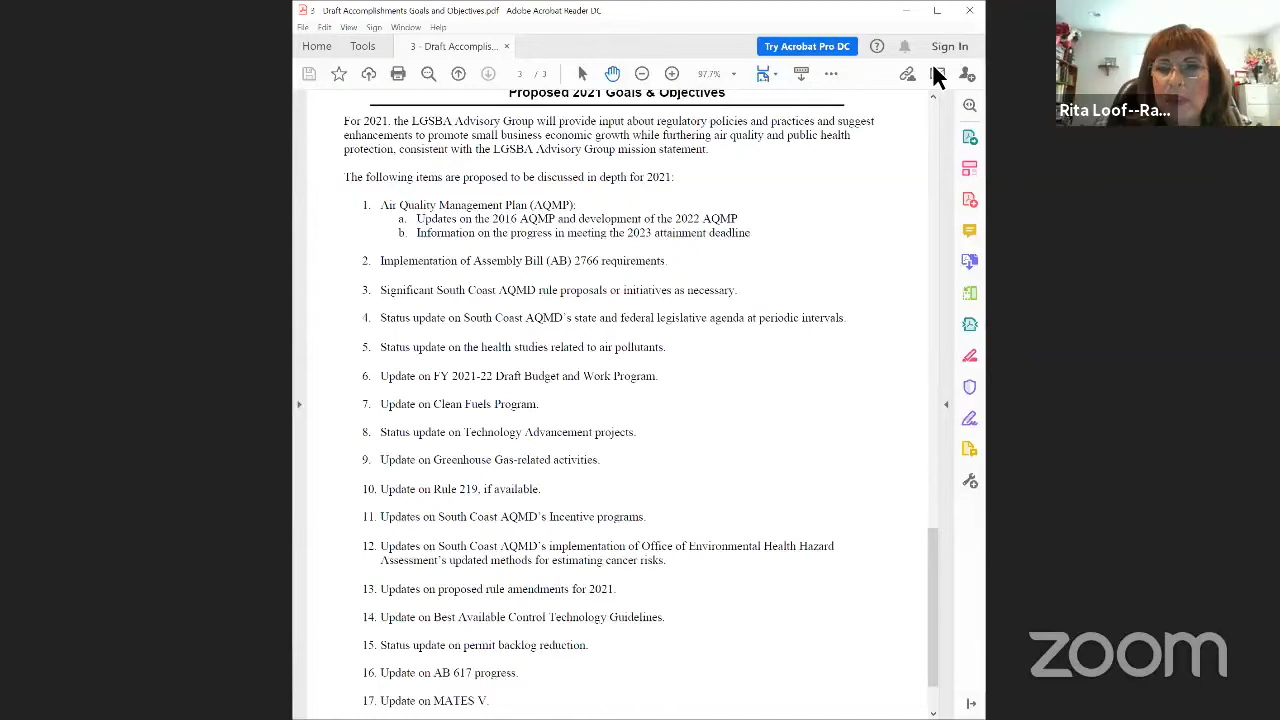 3 Draft Accomplishments Goals and Objectives.pdf - Adobe Acrobat Reader DC
File Edit View Sign Window Help
Home Tools 3 - Draft Accomplis... × Try Acrobat Pro DC Sign In
3 / 3 97.7%
Proposed 2021 Goals & Objectives
For 2021, the LGSBA Advisory Group will provide input about regulatory policies and practices and suggest
enhancements to promote small business economic growth while furthering air quality and public health
protection, consistent with the LGSBA Advisory Group mission statement.
The following items are proposed to be discussed in depth for 2021:
1. Air Quality Management Plan (AQMP):
a. Updates on the 2016 AQMP and development of the 2022 AQMP
b. Information on the progress in meeting the 2023 attainment deadline
2. Implementation of Assembly Bill (AB) 2766 requirements.
3. Significant South Coast AQMD rule proposals or initiatives as necessary.
4. Status update on South Coast AQMD's state and federal legislative agenda at periodic intervals.
5. Status update on the health studies related to air pollutants.
6. Update on FY 2021-22 Draft Budget and Work Program.
7. Update on Clean Fuels Program.
8. Status update on Technology Advancement projects.
9. Update on Greenhouse Gas-related activities.
10. Update on Rule 219, if available.
11. Updates on South Coast AQMD's Incentive programs.
12. Updates on South Coast AQMD's implementation of Office of Environmental Health Hazard
Assessment's updated methods for estimating cancer risks.
13. Updates on proposed rule amendments for 2021.
14. Update on Best Available Control Technology Guidelines.
15. Status update on permit backlog reduction.
16. Update on AB 617 progress.
17. Update on MATES V.
Rita Loof--Ra...
zoom